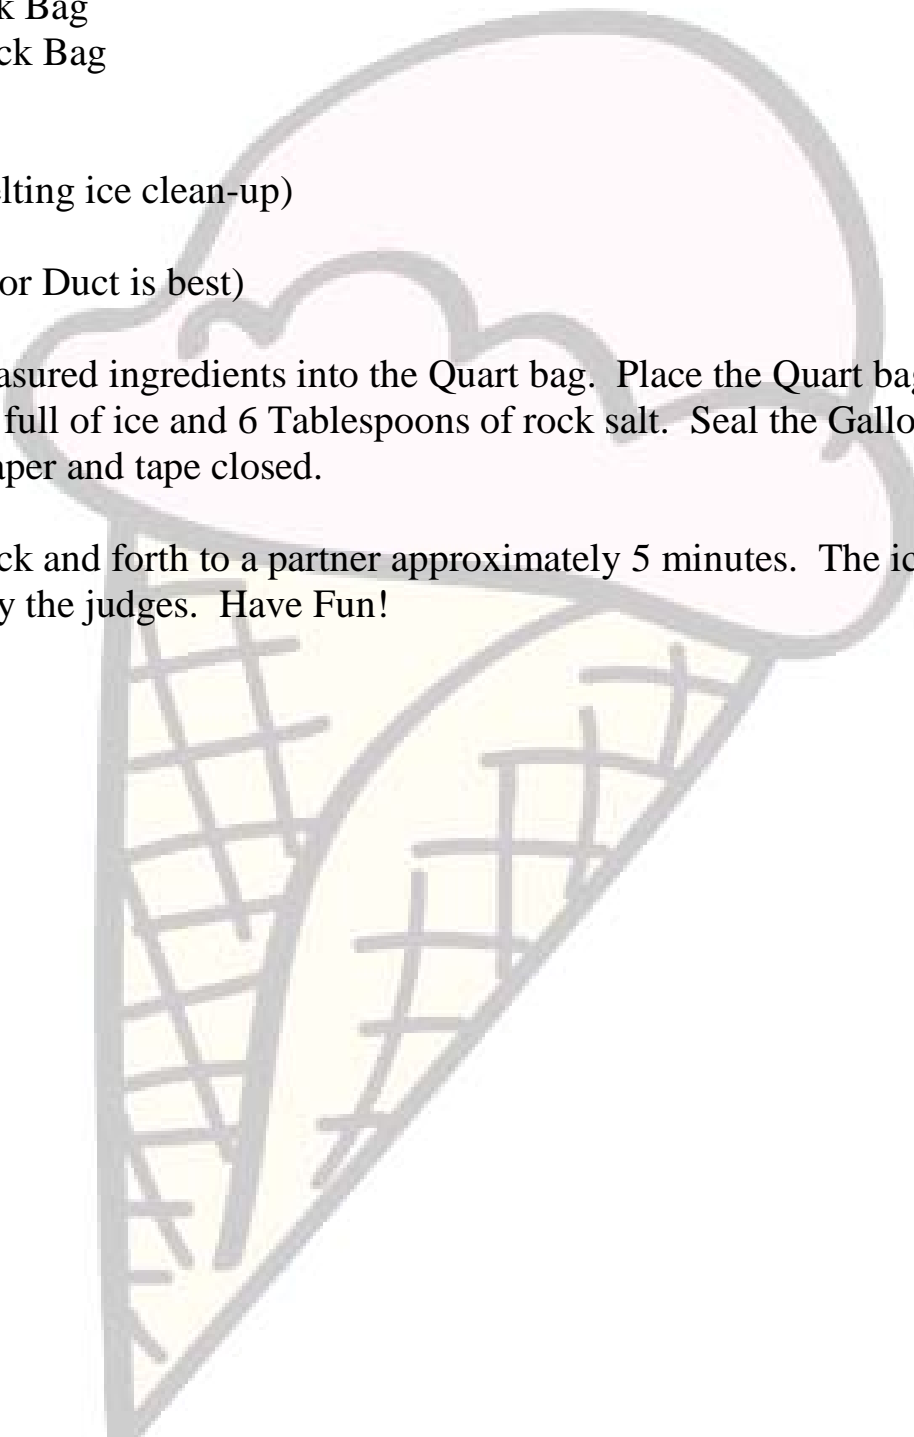 k Bag
ck Bag
elting ice clean-up)
or Duct is best)
asured ingredients into the Quart bag.  Place the Quart bag
full of ice and 6 Tablespoons of rock salt.  Seal the Gallo
aper and tape closed.
ck and forth to a partner approximately 5 minutes.  The ic
y the judges.  Have Fun!